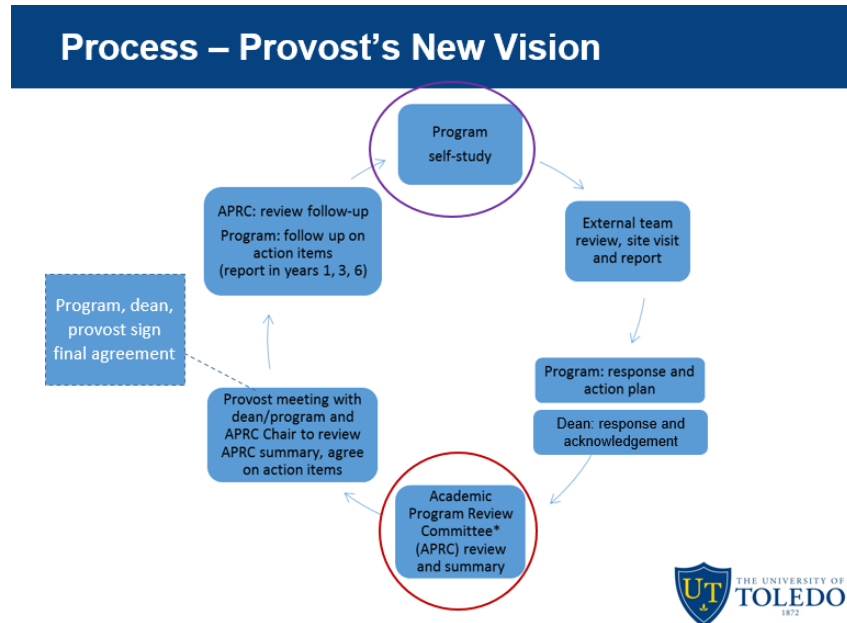 Process – Provost's New Vision
Program
self-study
External team
review, site visit
and report
Program: response and
action plan
Dean: response and
acknowledgement
Academic
Program Review
Committee*
(APRC) review
and summary
Provost meeting with
dean/program and
APRC Chair to review
APRC summary, agree
on action items
Program, dean,
provost sign
final agreement
APRC: review follow-up
Program: follow up on
action items
(report in years 1, 3, 6)
UT
THE UNIVERSITY OF
TOLEDO
1872